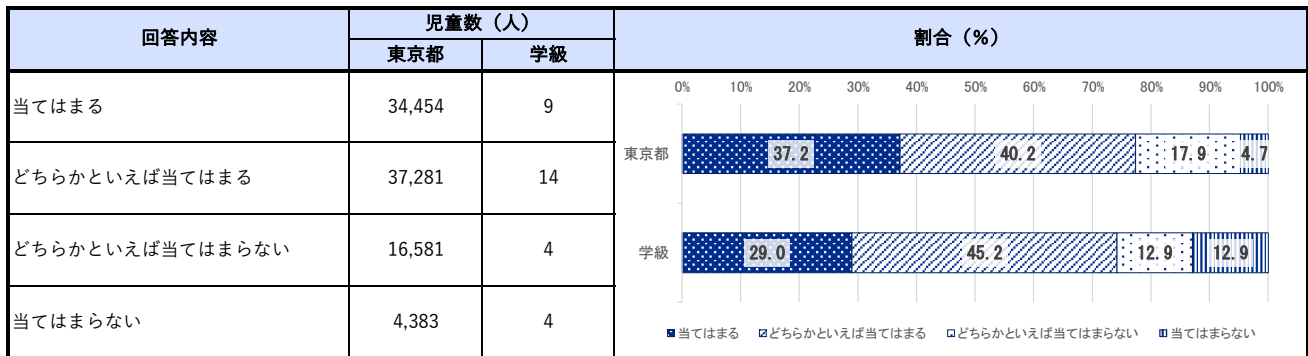 回答内容 児童数（人） 割合（%）
東京都 学級
当てはまる 34,454 9
どちらかといえば当てはまる 37,281 14
どちらかといえば当てはまらない 16,581 4
当てはまらない 4,383 4
0% 10% 20% 30% 40% 50% 60% 70% 80% 90% 100%
東京都 37.2 40.2 17.9 4.7
学級 29.0 45.2 12.9 12.9
当てはまる どちらかといえば当てはまる どちらかといえば当てはまらない 当てはまらない